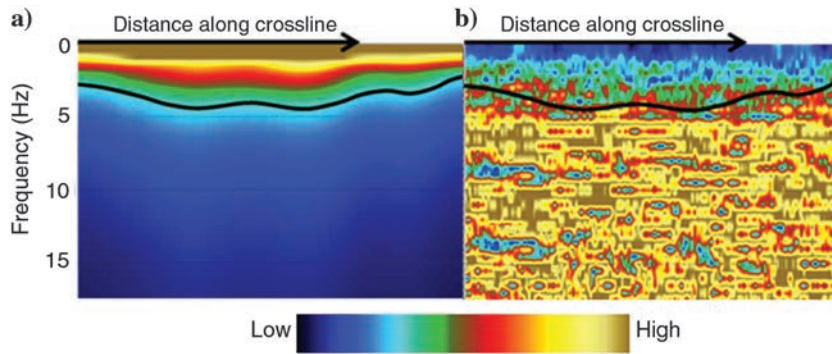 a) Distance along crossline
b) Distance along crossline
Frequency (Hz)
0
5
10
15
Low High